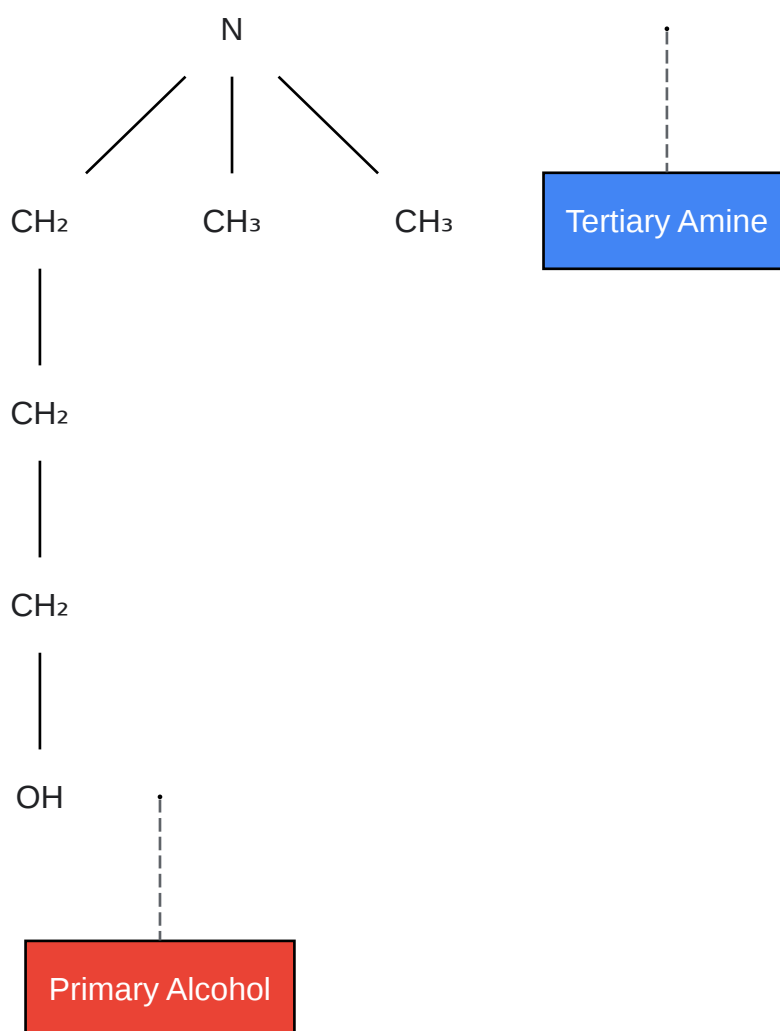 N
CH₂ CH₃ CH₃ Tertiary Amine
CH₂
CH₂
OH
Primary Alcohol